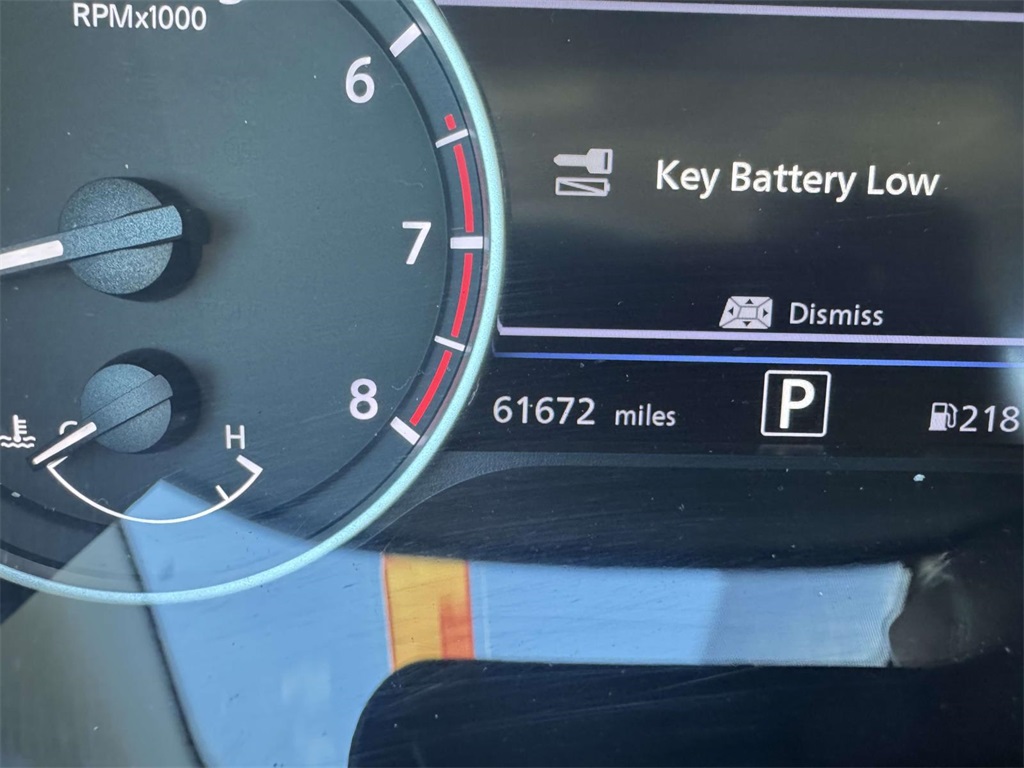 RPMx1000
6
7
8
Key Battery Low
Dismiss
61672 miles
P
218
C
H